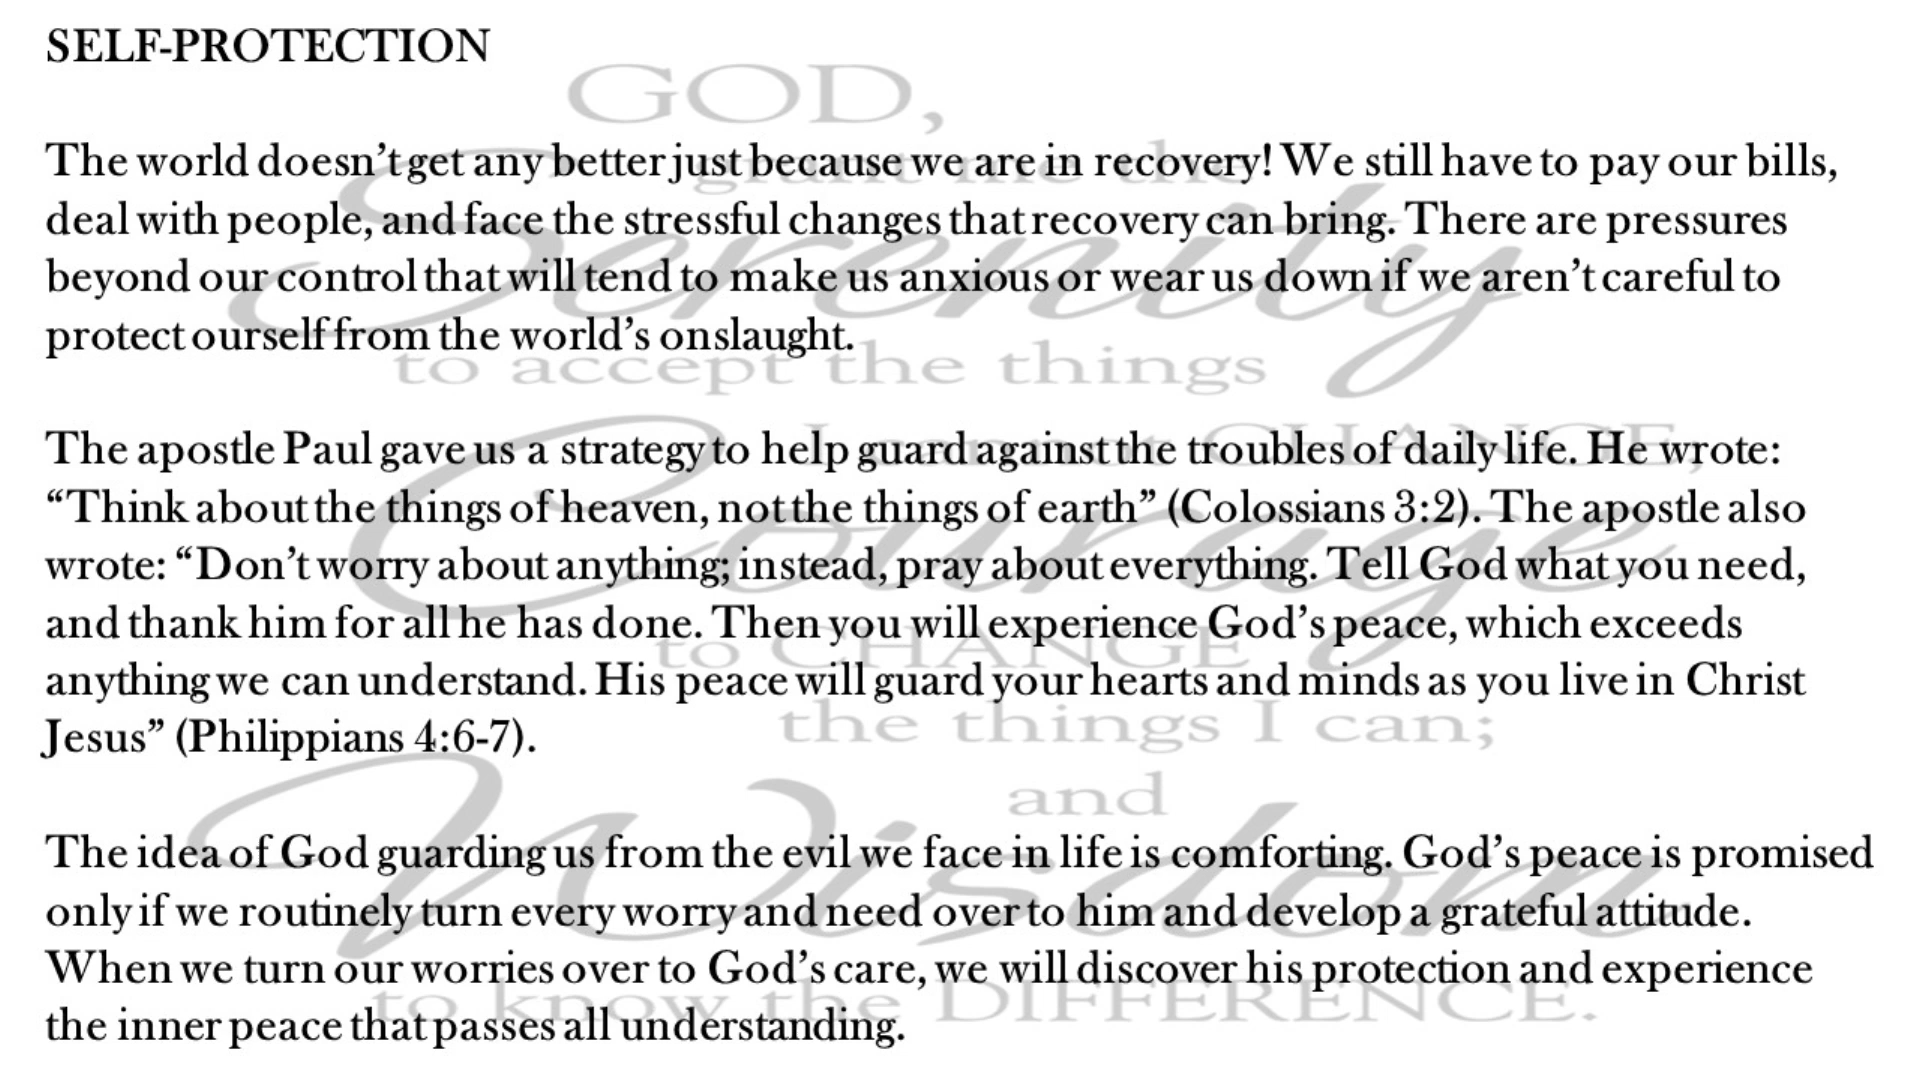 SELF-PROTECTION
The world doesn’t get any better just because we are in recovery! We still have to pay our bills,
deal with people, and face the stressful changes that recovery can bring. There are pressures
beyond our control that will tend to make us anxious or wear us down if we aren’t careful to
protect ourself from the world’s onslaught.
The apostle Paul gave us a strategy to help guard against the troubles of daily life. He wrote:
“Think about the things of heaven, not the things of earth” (Colossians 3:2). The apostle also
wrote: “Don’t worry about anything; instead, pray about everything. Tell God what you need,
and thank him for all he has done. Then you will experience God’s peace, which exceeds
anything we can understand. His peace will guard your hearts and minds as you live in Christ
Jesus” (Philippians 4:6-7).
The idea of God guarding us from the evil we face in life is comforting. God’s peace is promised
only if we routinely turn every worry and need over to him and develop a grateful attitude.
When we turn our worries over to God’s care, we will discover his protection and experience
the inner peace that passes all understanding.
GOD,
grant me the
Serenity
to accept the things
I cannot CHANGE,
Courage
to CHANGE
the things I can;
and
Wisdom
to know the DIFFERENCE.